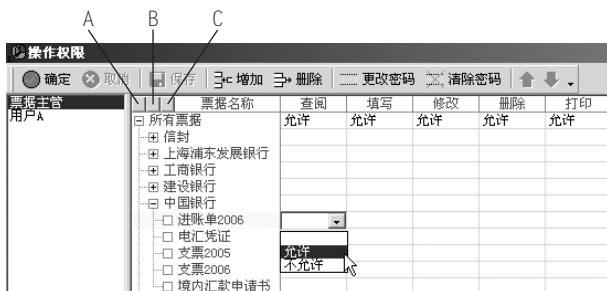 A B C
操作权限
确定 取消 保存 增加 删除 更改密码 清除密码
票据主管 票据名称 查阅 填写 修改 删除 打印
用户A 所有票据 允许 允许 允许 允许 允许
信封
上海浦东发展银行
工商银行
建设银行
中国银行
进账单2006
电汇凭证
支票2005 允许
支票2006 不允许
境内汇款申请书